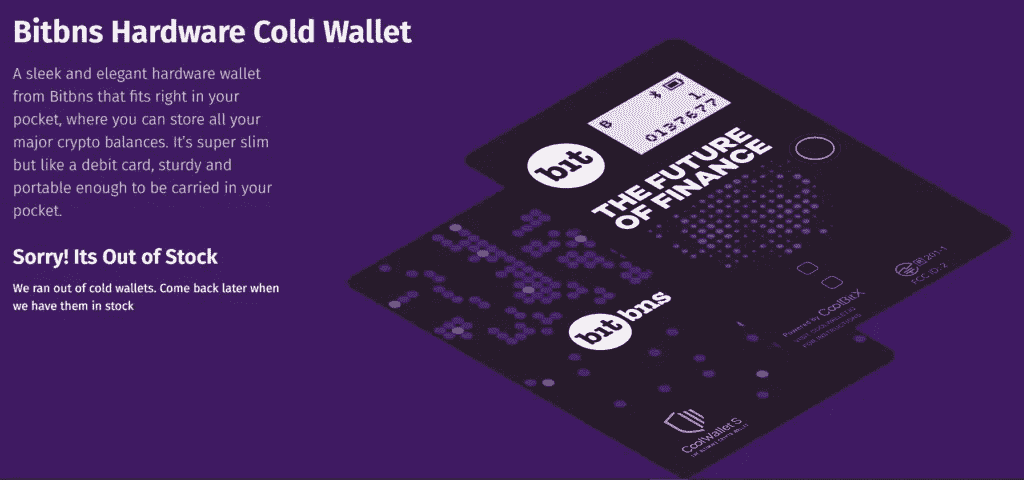 Bitbns Hardware Cold Wallet
A sleek and elegant hardware wallet
from Bitbns that fits right in your
pocket, where you can store all your
major crypto balances. It's super slim
but like a debit card, sturdy and
portable enough to be carried in your
pocket.
Sorry! Its Out of Stock
We ran out of cold wallets. Come back later when
we have them in stock
B
1.
0137677
bit
THE FUTURE
OF FINANCE
FCC ID: 2
bitbns
Powered by CoolBitX
FOR INSTRUCTIONS
CoolWallet S